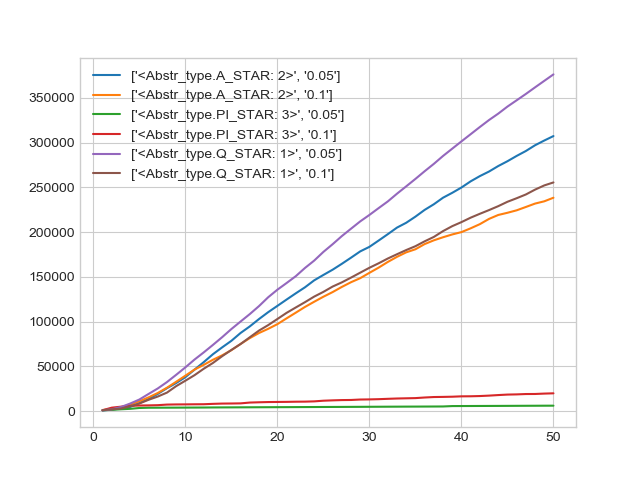 ['<Abstr_type.A_STAR: 2>', '0.05']
['<Abstr_type.A_STAR: 2>', '0.1']
['<Abstr_type.PI_STAR: 3>', '0.05']
['<Abstr_type.PI_STAR: 3>', '0.1']
['<Abstr_type.Q_STAR: 1>', '0.05']
['<Abstr_type.Q_STAR: 1>', '0.1']
350000
300000
250000
200000
150000
100000
50000
0
0 10 20 30 40 50